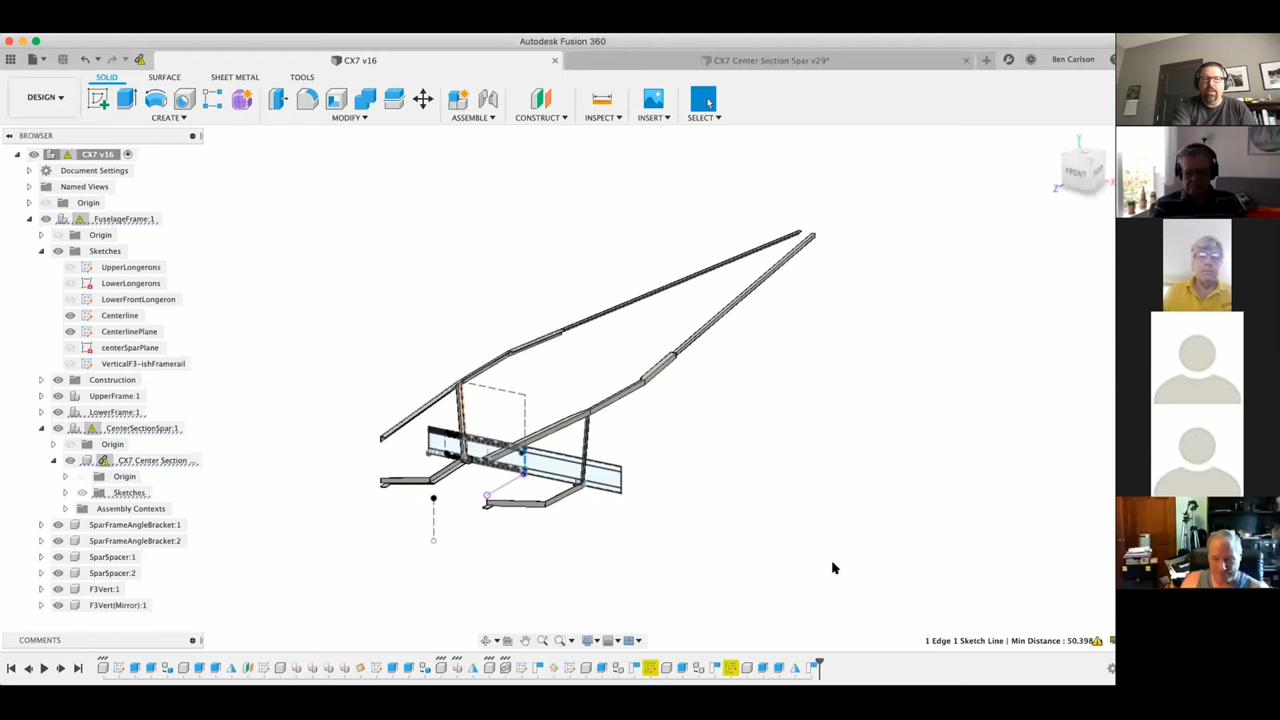 Autodesk Fusion 360
CX7 v16
CX7 Center Section Spar v29*
Ben Carlson
DESIGN
SOLID
SURFACE
SHEET METAL
TOOLS
CREATE
MODIFY
ASSEMBLE
CONSTRUCT
INSPECT
INSERT
SELECT
BROWSER
CX7 v16
Document Settings
Named Views
Origin
FuselageFrame:1
Origin
Sketches
UpperLongerons
LowerLongerons
LowerFrontLongeron
Centerline
CenterlinePlane
centerSparPlane
VerticalF3-ishFramerail
Construction
UpperFrame:1
LowerFrame:1
CenterSectionSpar:1
Origin
CX7 Center Section ...
Origin
Sketches
Assembly Contexts
SparFrameAngleBracket:1
SparFrameAngleBracket:2
SparSpacer:1
SparSpacer:2
F3Vert:1
F3Vert(Mirror):1
Y
FRONT
Z
X
COMMENTS
1 Edge 1 Sketch Line | Min Distance : 50.398